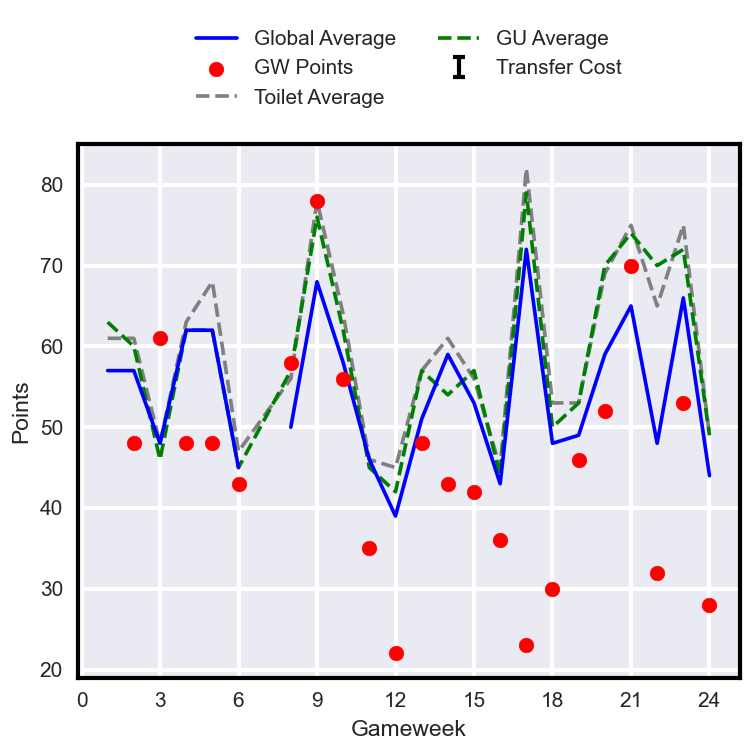 Global Average
GW Points
Toilet Average
GU Average
Transfer Cost
80
70
60
50
40
30
20
Points
0 3 6 9 12 15 18 21 24
Gameweek